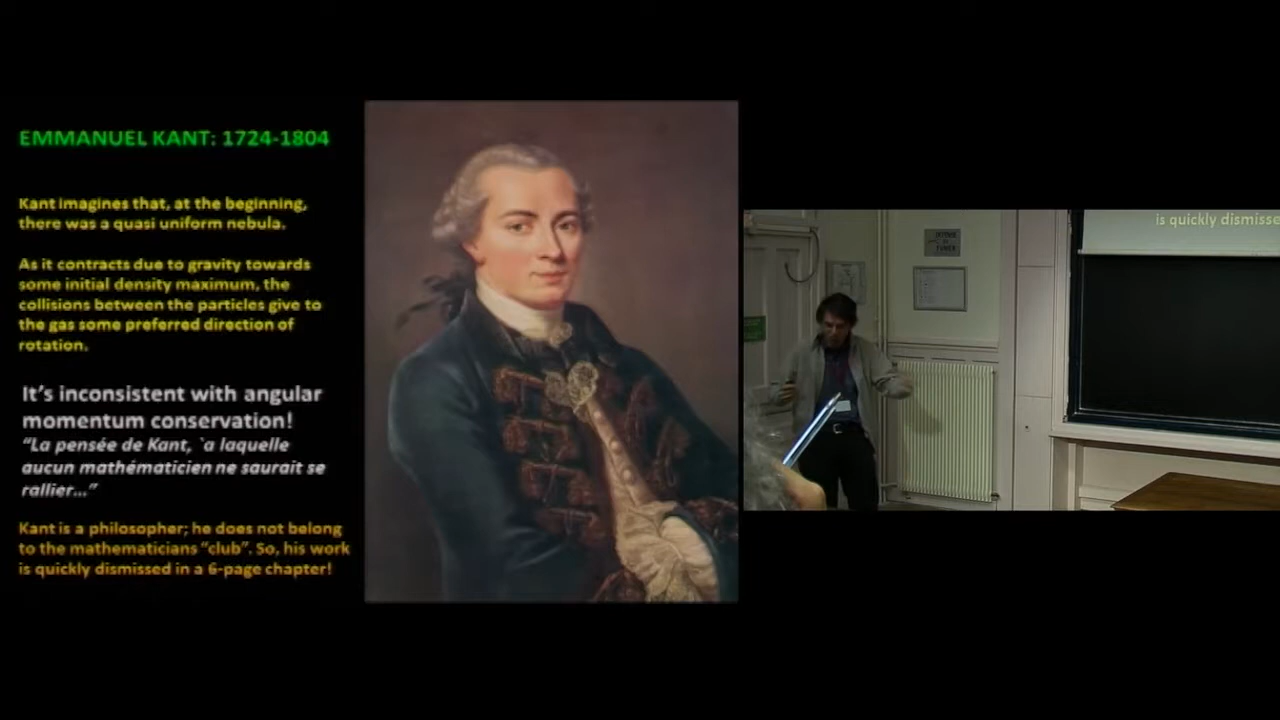 EMMANUEL KANT: 1724-1804
Kant imagines that, at the beginning,
there was a quasi uniform nebula.
As it contracts due to gravity towards
some initial density maximum, the
collisions between the particles give to
the gas some preferred direction of
rotation.
It's inconsistent with angular
momentum conservation!
“La pensée de Kant, `a laquelle
aucun mathématicien ne saurait se
rallier...”
Kant is a philosopher; he does not belong
to the mathematicians “club”. So, his work
is quickly dismissed in a 6-page chapter!
is quickly dismisse